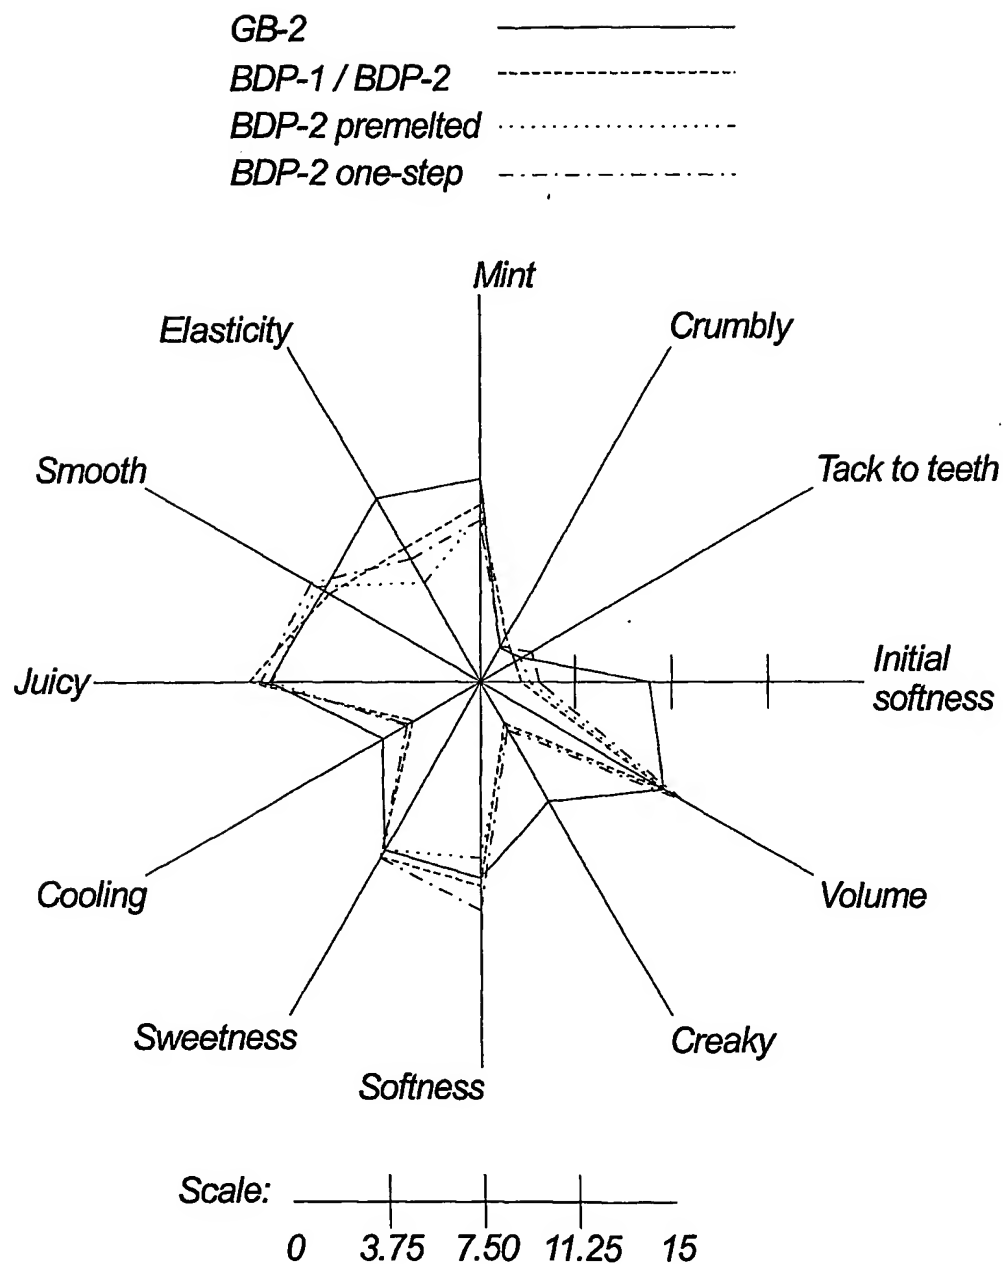 GB-2
BDP-1 / BDP-2
BDP-2 premelted
BDP-2 one-step
Mint
Elasticity
Crumbly
Smooth
Tack to teeth
Juicy
Initial
softness
Cooling
Volume
Sweetness
Creaky
Softness
Scale:
0 3.75 7.50 11.25 15